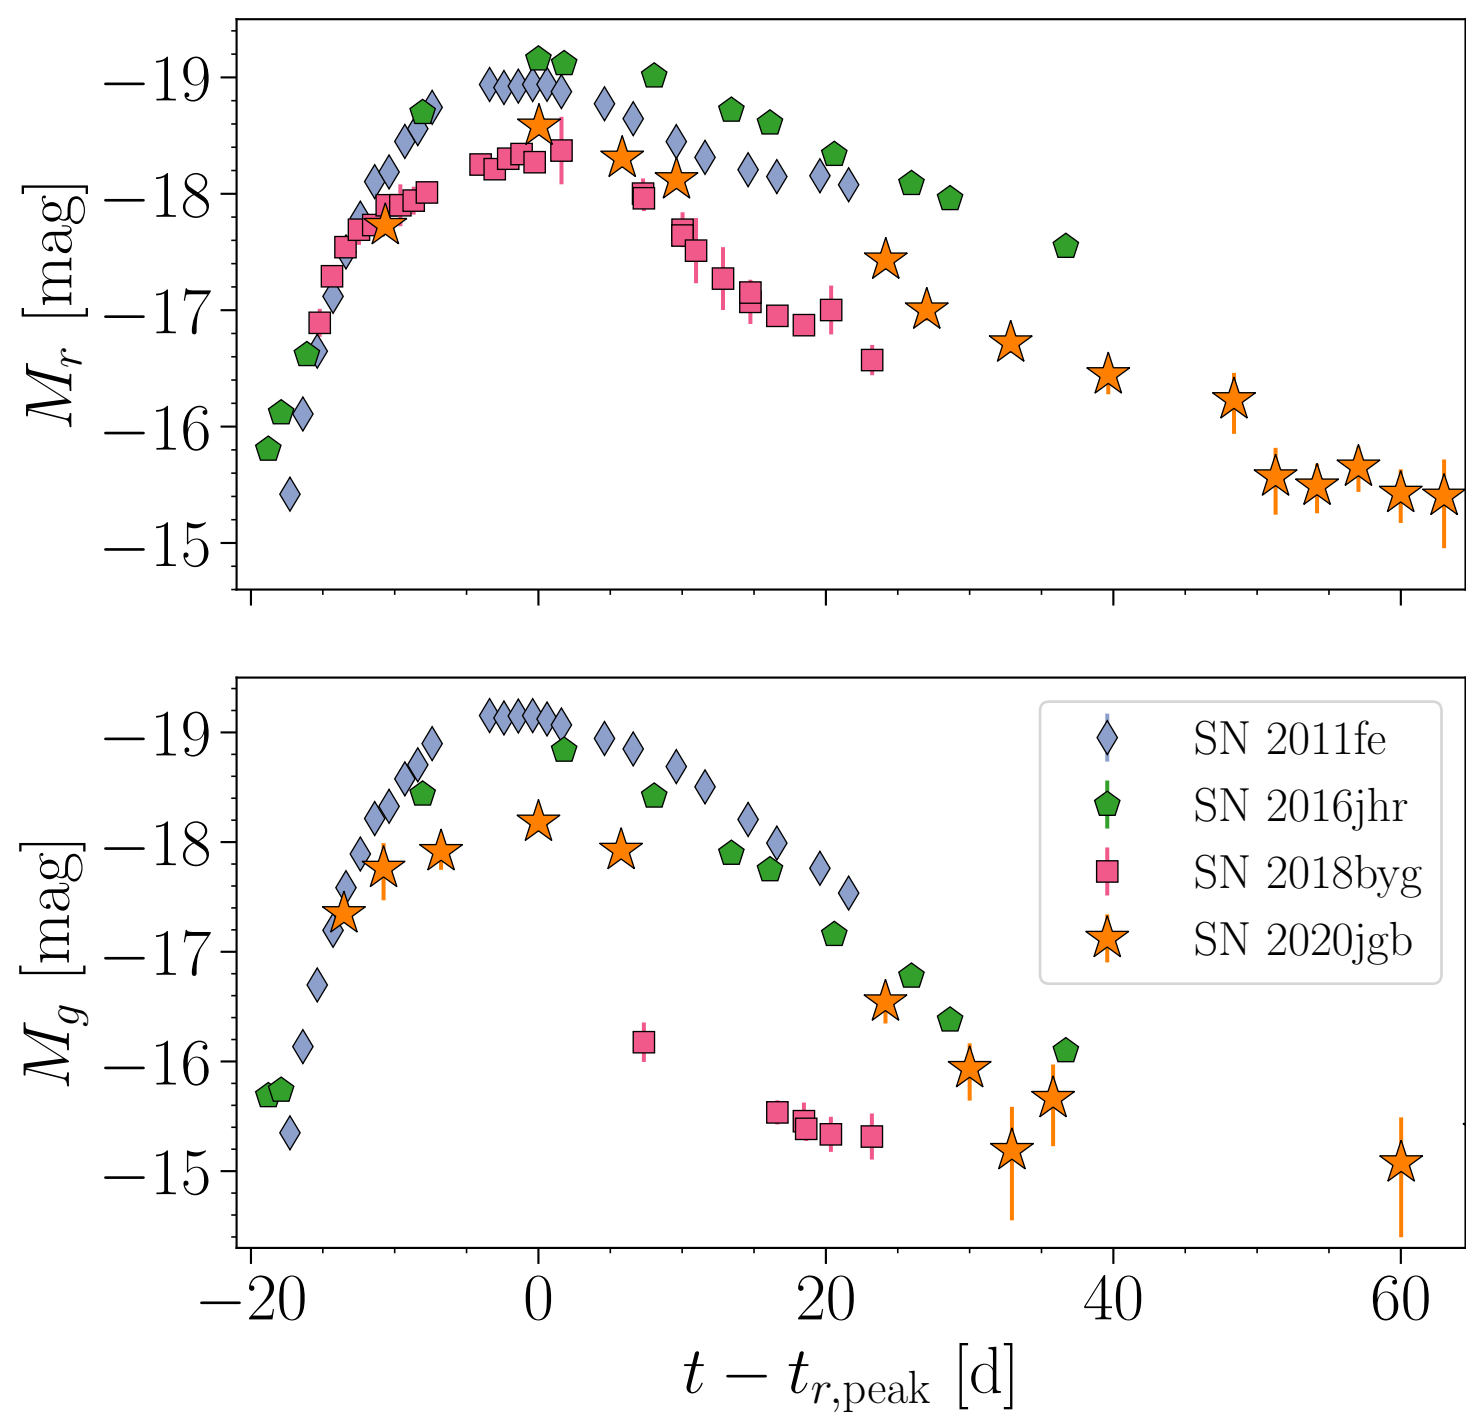 M_r [mag]
−19
−18
−17
−16
−15
M_g [mag]
−19
−18
−17
−16
−15
SN 2011fe
SN 2016jhr
SN 2018byg
SN 2020jgb
−20 0 20 40 60
t − t_{r,peak} [d]